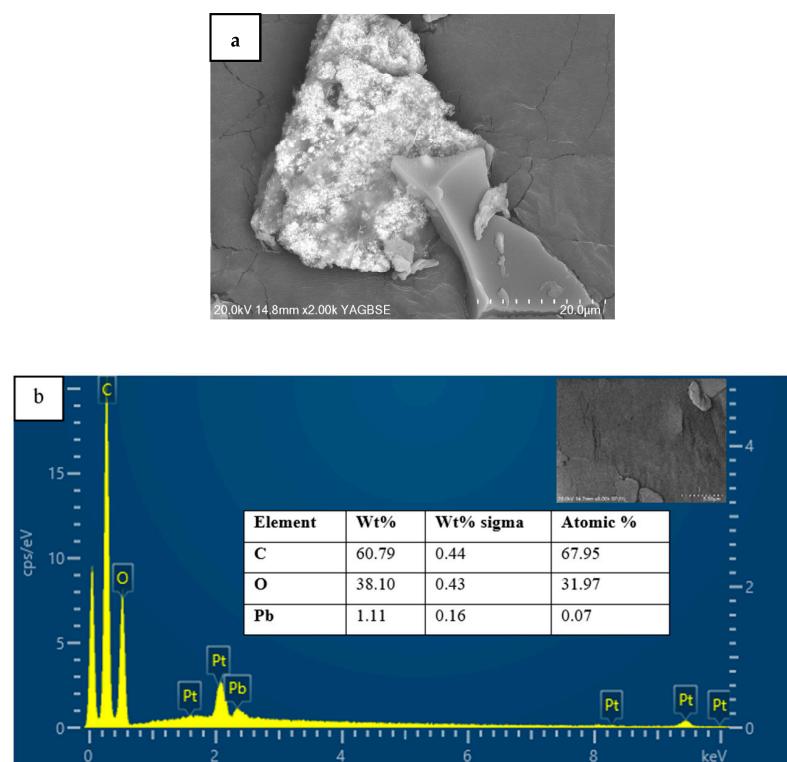 a
20.0kV 14.8mm x2.00k YAGBSE 20.0µm
b
C
O
Pt
Pt
Pb
Pt
Pt
Pt
cps/eV
15
10
5
0
4
2
0
0 2 4 6 8 keV
Element Wt% Wt% sigma Atomic %
C 60.79 0.44 67.95
O 38.10 0.43 31.97
Pb 1.11 0.16 0.07